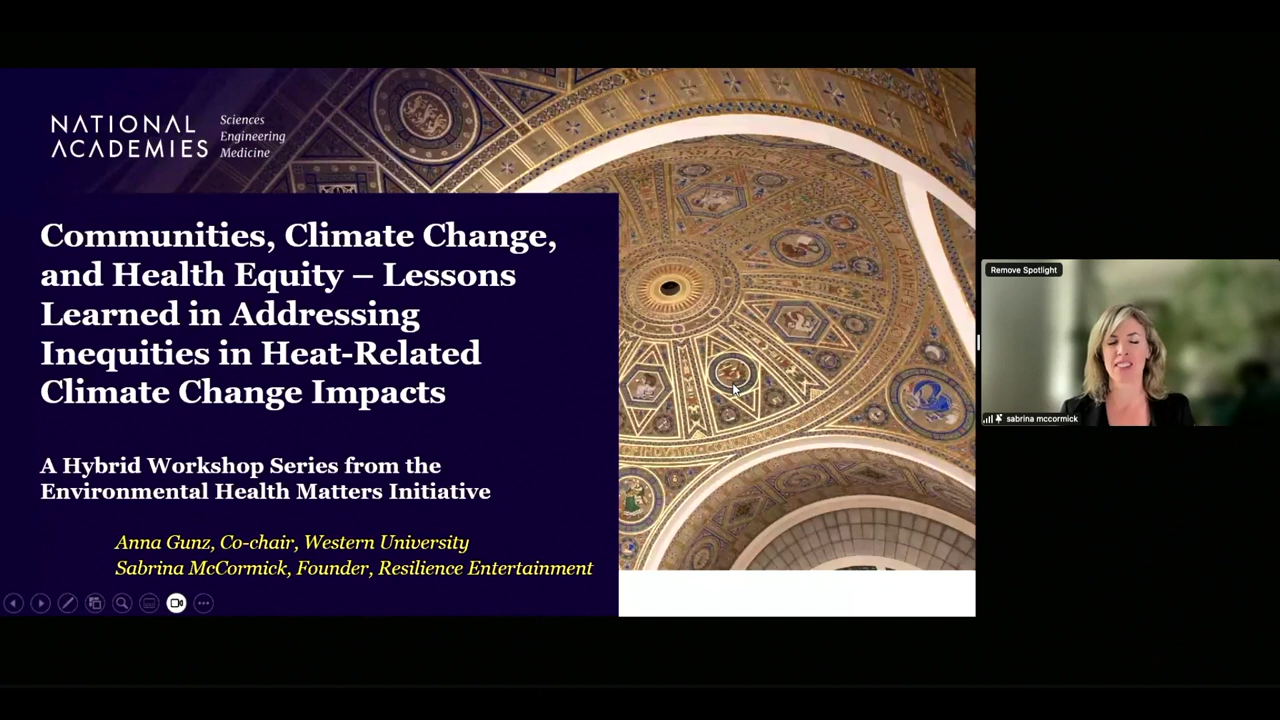 NATIONAL
ACADEMIES
Sciences
Engineering
Medicine
Communities, Climate Change,
and Health Equity – Lessons
Learned in Addressing
Inequities in Heat-Related
Climate Change Impacts
A Hybrid Workshop Series from the
Environmental Health Matters Initiative
Anna Gunz, Co-chair, Western University
Sabrina McCormick, Founder, Resilience Entertainment
Remove Spotlight
sabrina mccormick